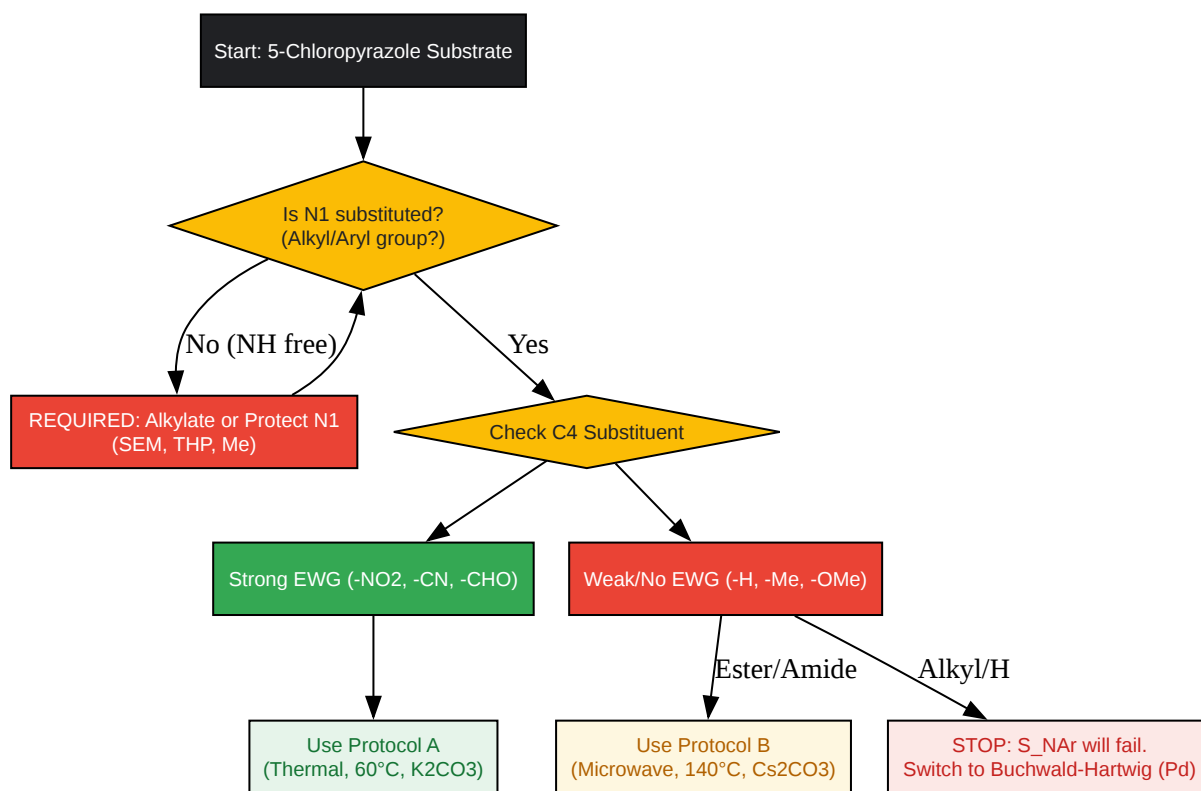 Start: 5-Chloropyrazole Substrate
Is N1 substituted?
(Alkyl/Aryl group?)
No (NH free)
Yes
REQUIRED: Alkylate or Protect N1
(SEM, THP, Me)
Check C4 Substituent
Strong EWG (-NO2, -CN, -CHO)
Weak/No EWG (-H, -Me, -OMe)
Ester/Amide
Alkyl/H
Use Protocol A
(Thermal, 60°C, K2CO3)
Use Protocol B
(Microwave, 140°C, Cs2CO3)
STOP: S_NAr will fail.
Switch to Buchwald-Hartwig (Pd)